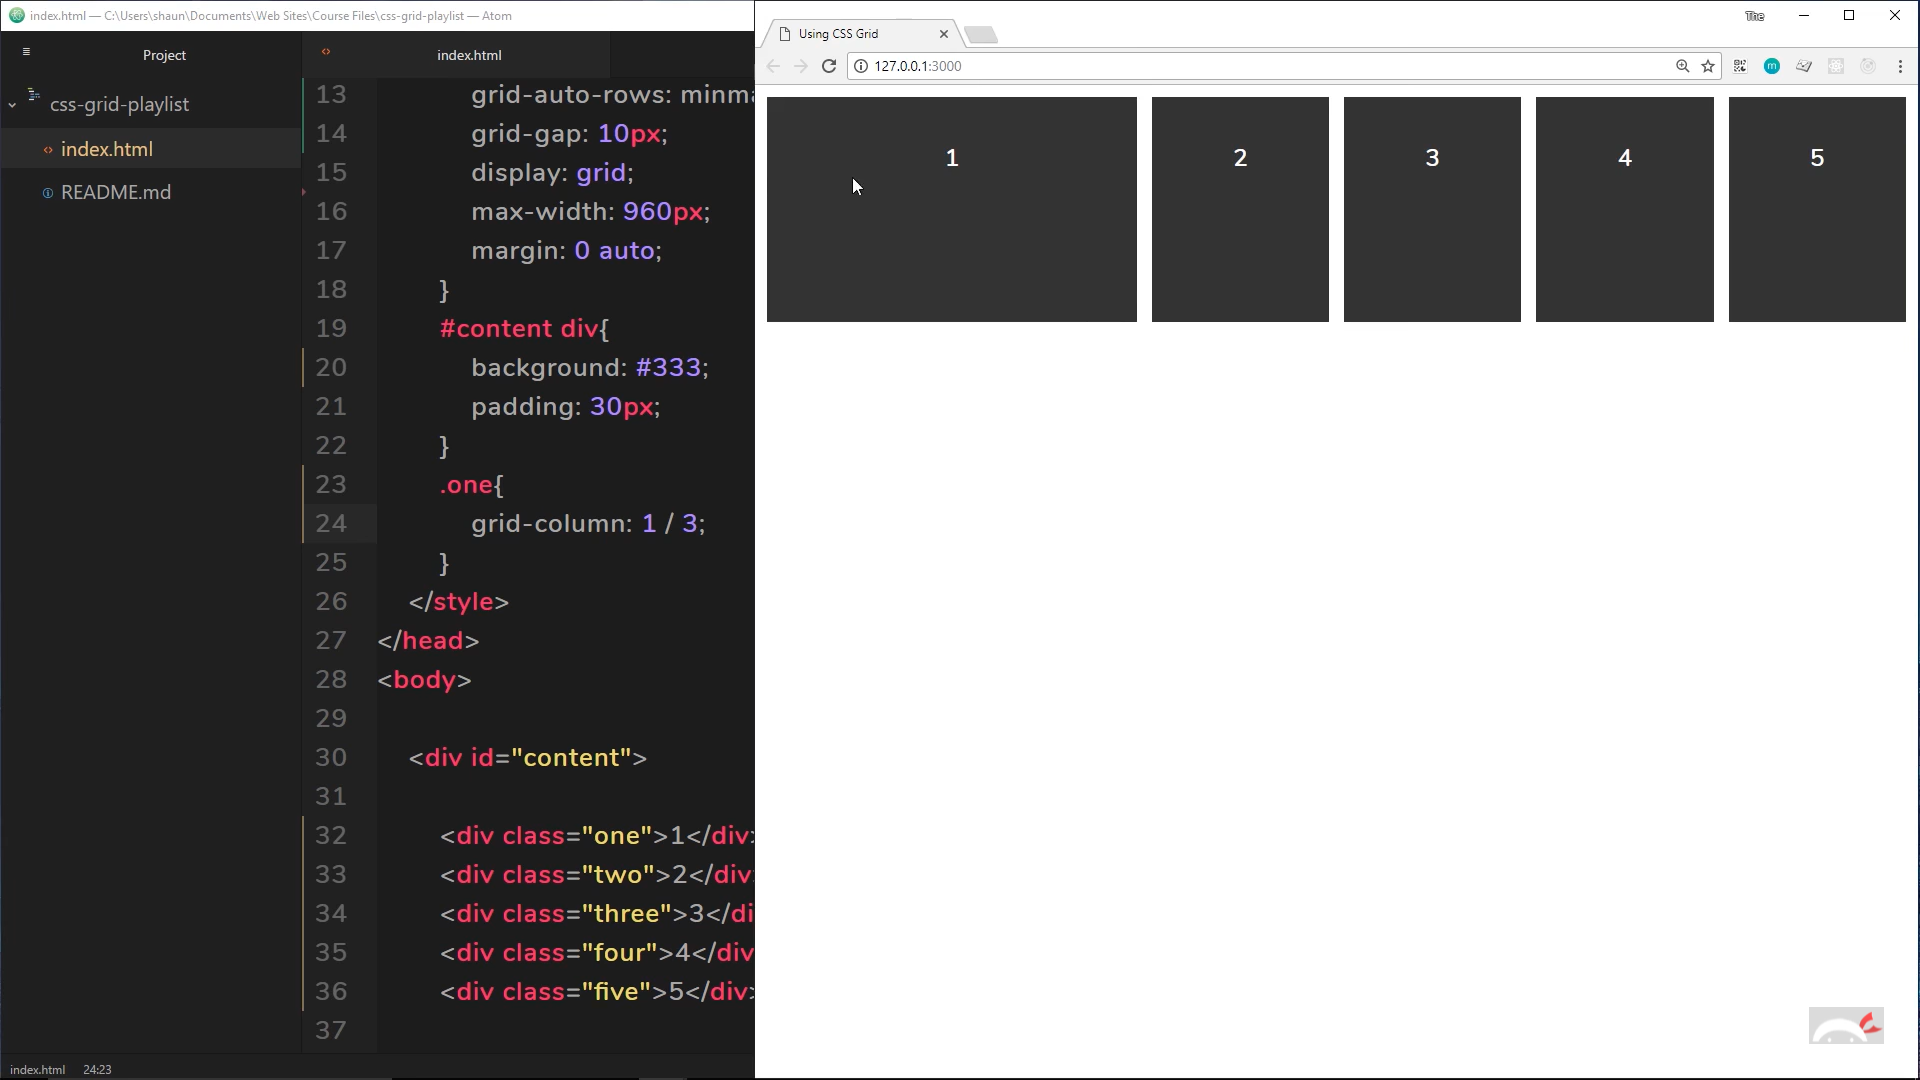 index.html — C:\Users\shaun\Documents\Web Sites\Course Files\css-grid-playlist — Atom
Project
css-grid-playlist
index.html
README.md
index.html
13 grid-auto-rows: minm
14 grid-gap: 10px;
15 display: grid;
16 max-width: 960px;
17 margin: 0 auto;
18 }
19 #content div{
20 background: #333;
21 padding: 30px;
22 }
23 .one{
24 grid-column: 1 / 3;
25 }
26 </style>
27 </head>
28 <body>
29
30 <div id="content">
31
32 <div class="one">1</div>
33 <div class="two">2</div
34 <div class="three">3</di
35 <div class="four">4</div
36 <div class="five">5</div>
37
index.html 24:23
The
Using CSS Grid
127.0.0.1:3000
m
1 2 3 4 5